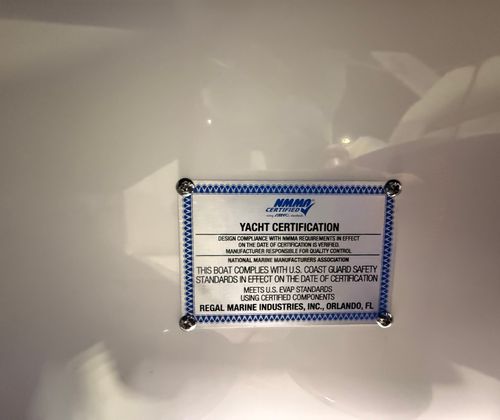 NMMA
CERTIFIED
YACHT CERTIFICATION
DESIGN COMPLIANCE WITH NMMA REQUIREMENTS IN EFFECT
ON THE DATE OF CERTIFICATION IS VERIFIED.
MANUFACTURER RESPONSIBLE FOR QUALITY CONTROL
NATIONAL MARINE MANUFACTURERS ASSOCIATION
THIS BOAT COMPLIES WITH U.S. COAST GUARD SAFETY
STANDARDS IN EFFECT ON THE DATE OF CERTIFICATION
MEETS U.S. EVAP STANDARDS
USING CERTIFIED COMPONENTS
REGAL MARINE INDUSTRIES, INC., ORLANDO, FL